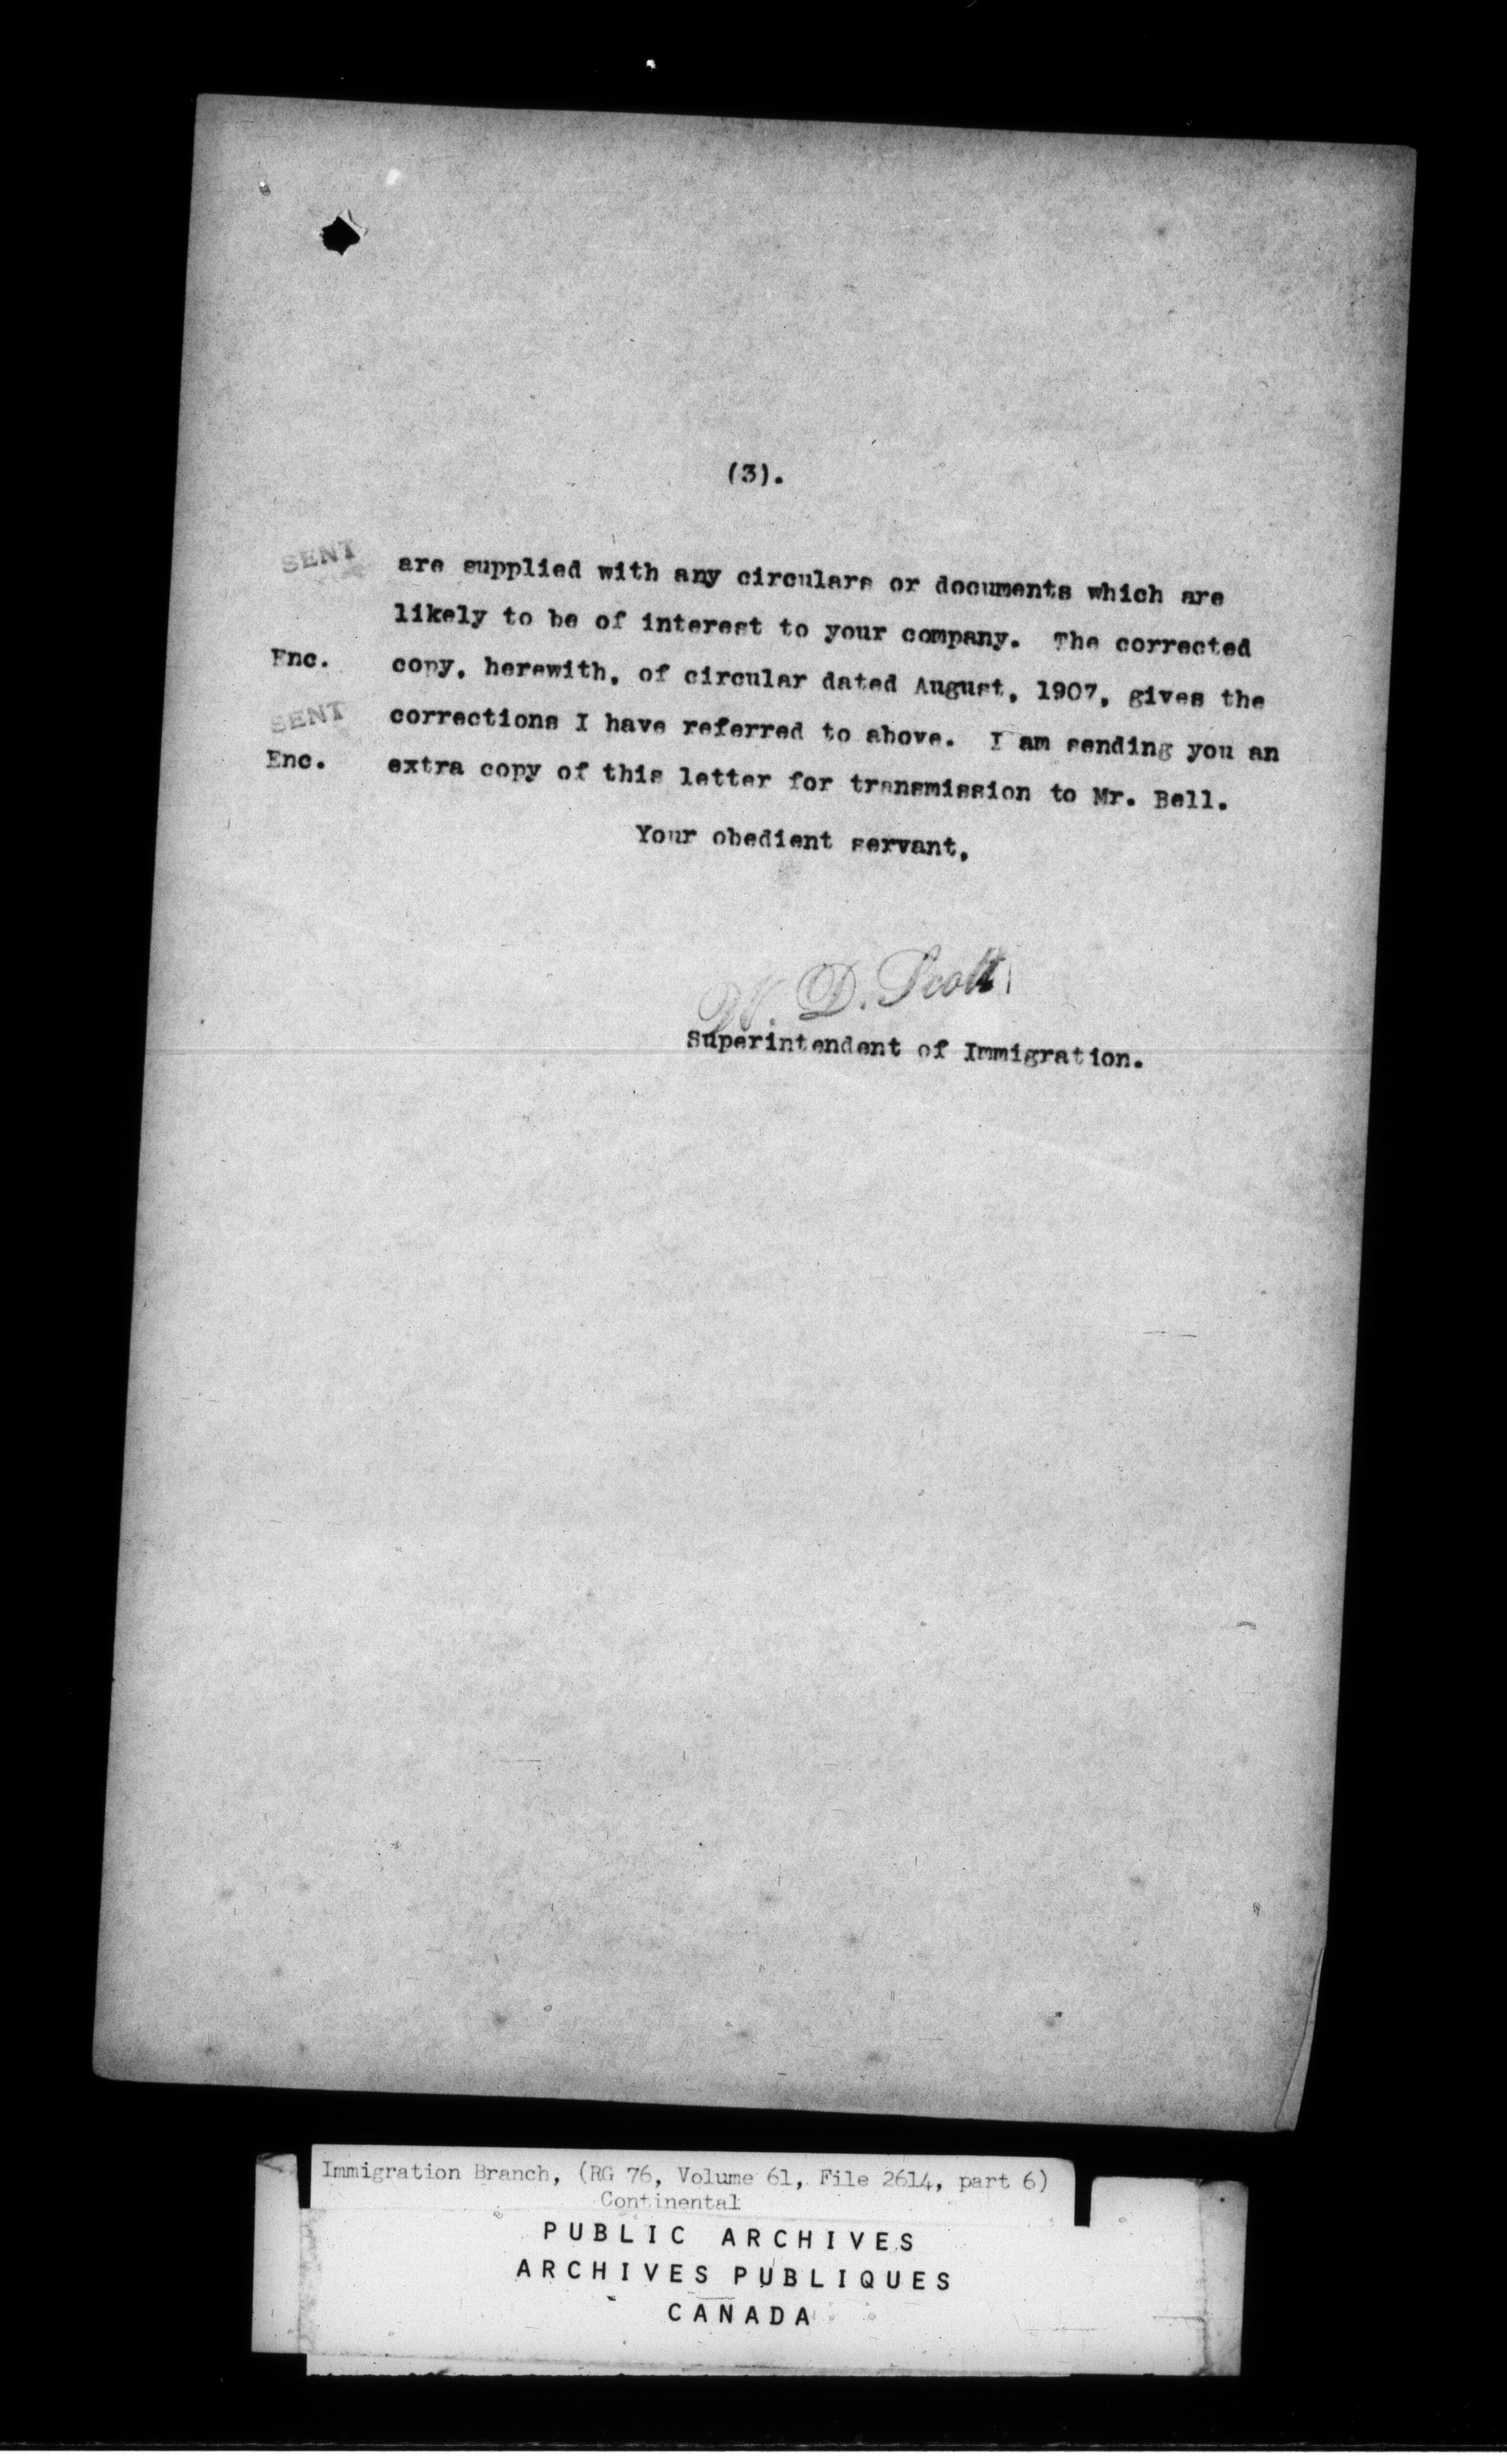 (3).
SENT
are supplied with any circulars or documents which are
likely to be of interest to your company. The corrected
Enc. copy, herewith, of circular dated August, 1907, gives the
SENT
corrections I have referred to above. I am sending you an
Enc. extra copy of this letter for transmission to Mr. Bell.
Your obedient servant,
W. D. Scott
Superintendent of Immigration.
Immigration Branch, (RG 76, Volume 61, File 2614, part 6)
Continental
PUBLIC ARCHIVES
ARCHIVES PUBLIQUES
CANADA